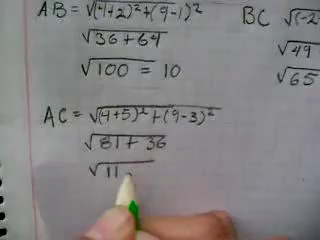 AB = √(4+2)²+(9-1)²
√36+64
√100 = 10
BC √(-2
√49
√65
AC = √(4+5)²+(9-3)²
√81+36
√11